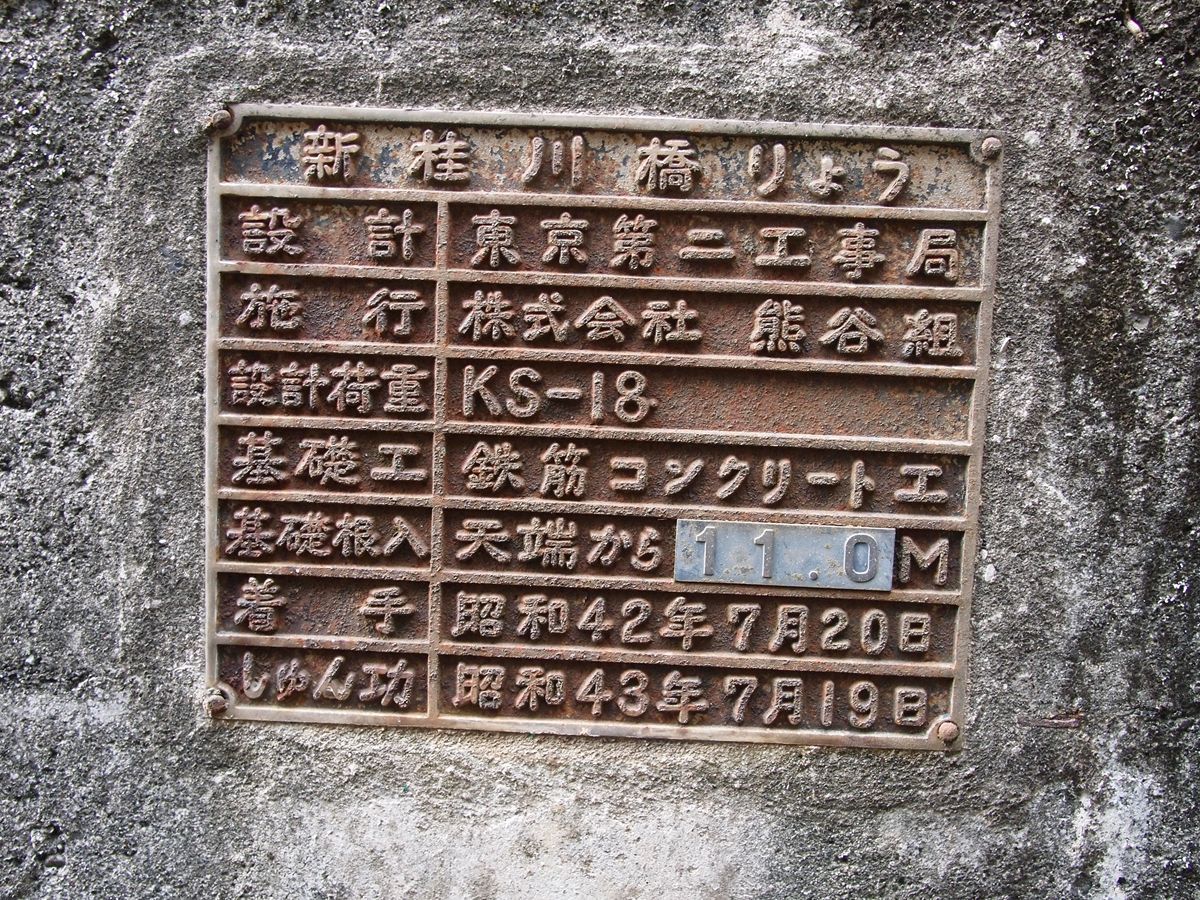 新桂川橋りょう
設計 東京第二工事局
施行 株式会社 熊谷組
設計荷重 KS-18
基礎工 鉄筋コンクリート工
基礎根入 天端から 11.0M
着手 昭和42年7月20日
しゅん功 昭和43年7月19日